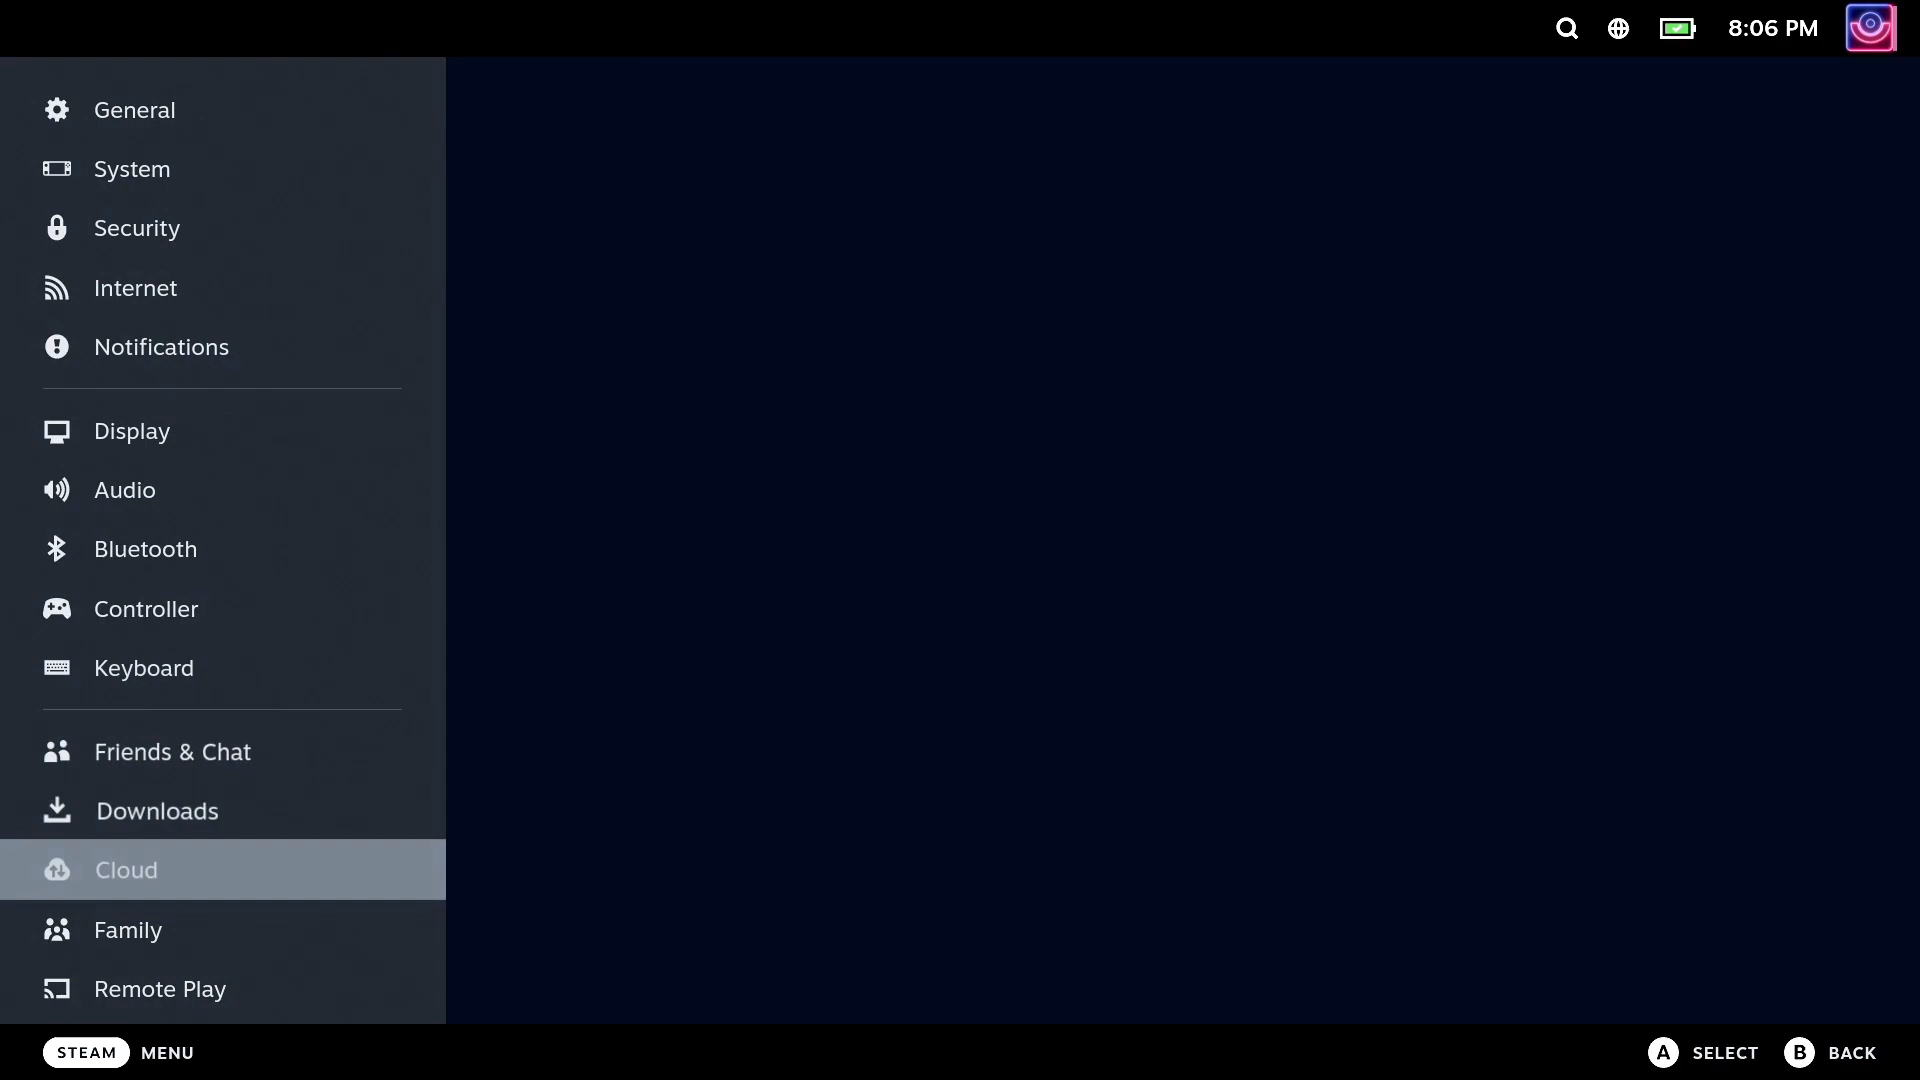 8:06 PM
General
System
Security
Internet
Notifications
Display
Audio
Bluetooth
Controller
Keyboard
Friends & Chat
Downloads
Cloud
Family
Remote Play
STEAM MENU
A SELECT B BACK